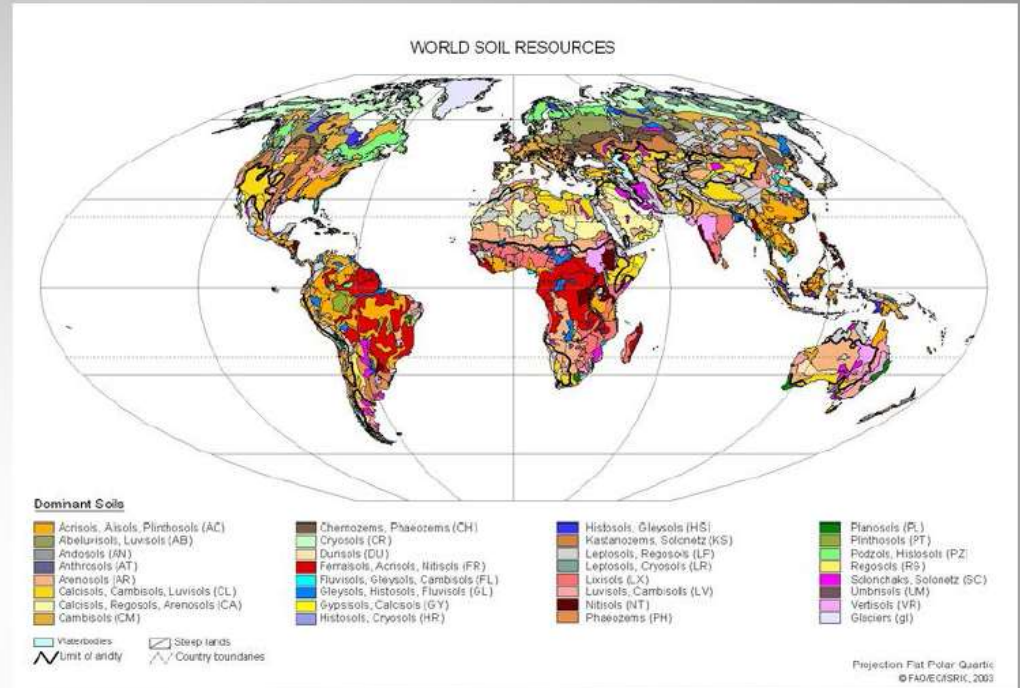 WORLD SOIL RESOURCES
Dominant Soils
Acrisols, Alisols, Plinthosols (AC)
Abeluvisols, Luvisols (AB)
Andosols (AN)
Anthrosols (AT)
Arenosols (AR)
Calcisols, Cambisols, Luvisols (CL)
Calcisols, Regosols, Arenosols (CA)
Cambisols (CM)
Chernozems, Phaeozems (CH)
Cryosols (CR)
Durisols (DU)
Ferralsols, Acrisols, Nitisols (FR)
Fluvisols, Gleysols, Cambisols (FL)
Gleysols, Histosols, Fluvisols (GL)
Gypsisols, Calcisols (GY)
Histosols, Cryosols (HR)
Histosols, Gleysols (HS)
Kastanozems, Solonetz (KS)
Leptosols, Regosols (LP)
Leptosols, Cryosols (LR)
Lixisols (LX)
Luvisols, Cambisols (LV)
Nitisols (NT)
Phaeozems (PH)
Planosols (PL)
Plinthosols (PT)
Podzols, Histosols (PZ)
Regosols (RG)
Solonchaks, Solonetz (SC)
Umbrisols (UM)
Vertisols (VR)
Glaciers (gl)
Waterbodies
Steep lands
Limit of aridity
Country boundaries
Projection Flat Polar Quartic
© FAO/EC/ISRIC, 2003